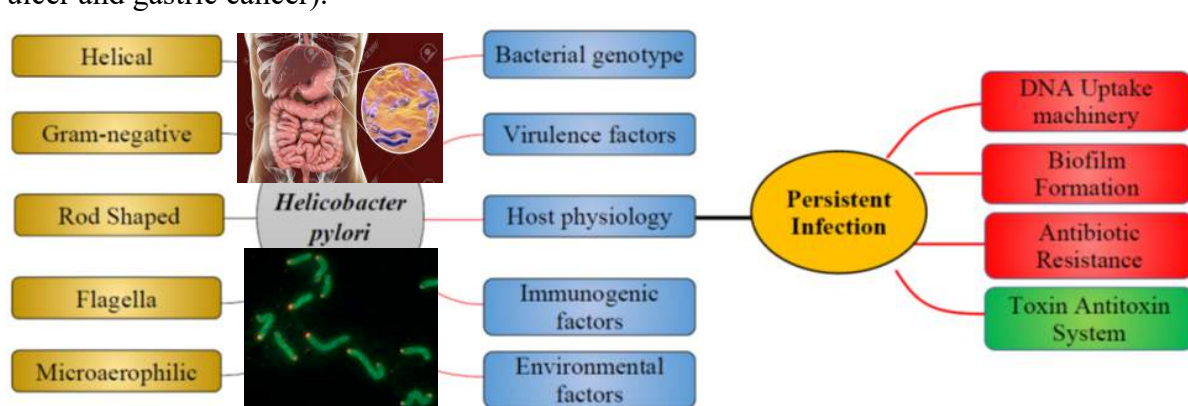 ulcer and gastric cancer).
Helical
Gram-negative
Rod Shaped
Flagella
Microaerophilic
Helicobacter
pylori
Bacterial genotype
Virulence factors
Host physiology
Immunogenic
factors
Environmental
factors
Persistent
Infection
DNA Uptake
machinery
Biofilm
Formation
Antibiotic
Resistance
Toxin Antitoxin
System